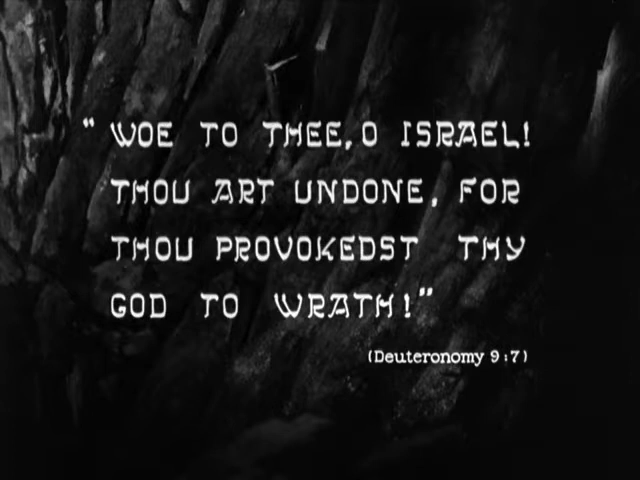 “WOE TO THEE, O ISRAEL!
THOU ART UNDONE, FOR
THOU PROVOKEDST THY
GOD TO WRATH!”
(Deuteronomy 9:7)